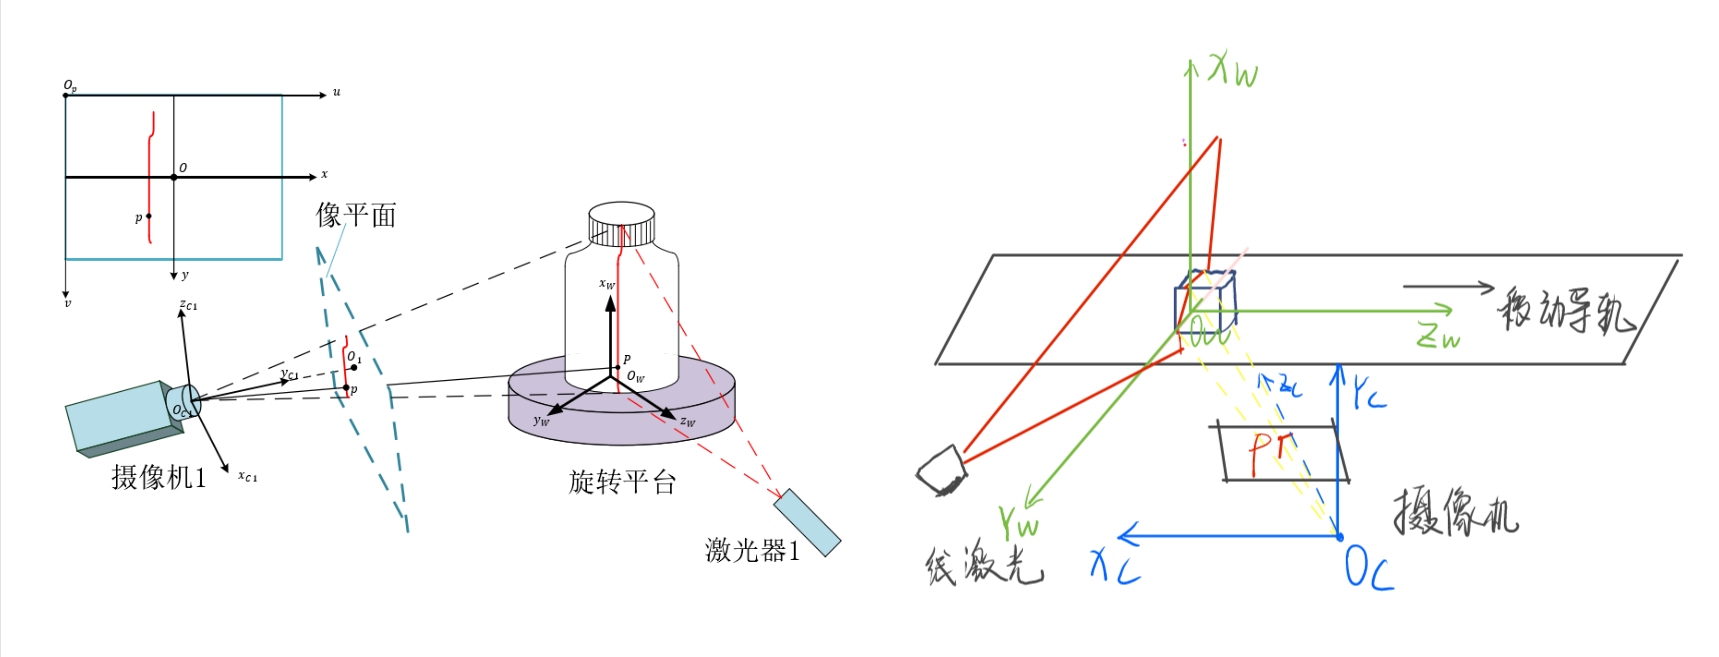 O_p
u
O
x
p
像平面
y
v
z_{C1}
x_W
O_1
P
y_{C1}
O_W
p
O_{C1}
y_W
z_W
摄像机1
x_{C1}
旋转平台
激光器1
X_W
移动导轨
O_W
Z_W
Z_C
Y_C
P
摄像机
Y_W
线激光
X_C
O_C